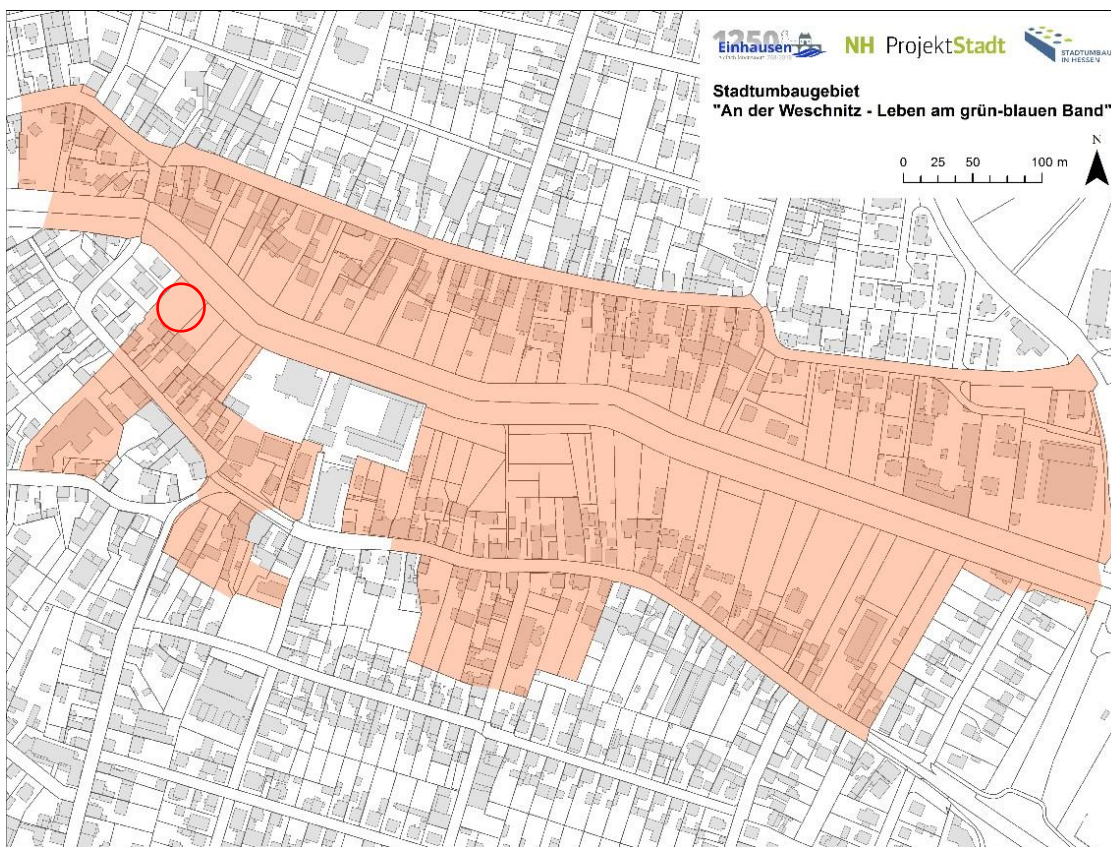 1250
Einhausen
NH ProjektStadt
STADTUMBAU
IN HESSEN
Stadtumbaugebiet
"An der Weschnitz - Leben am grün-blauen Band"
N
0 25 50 100 m